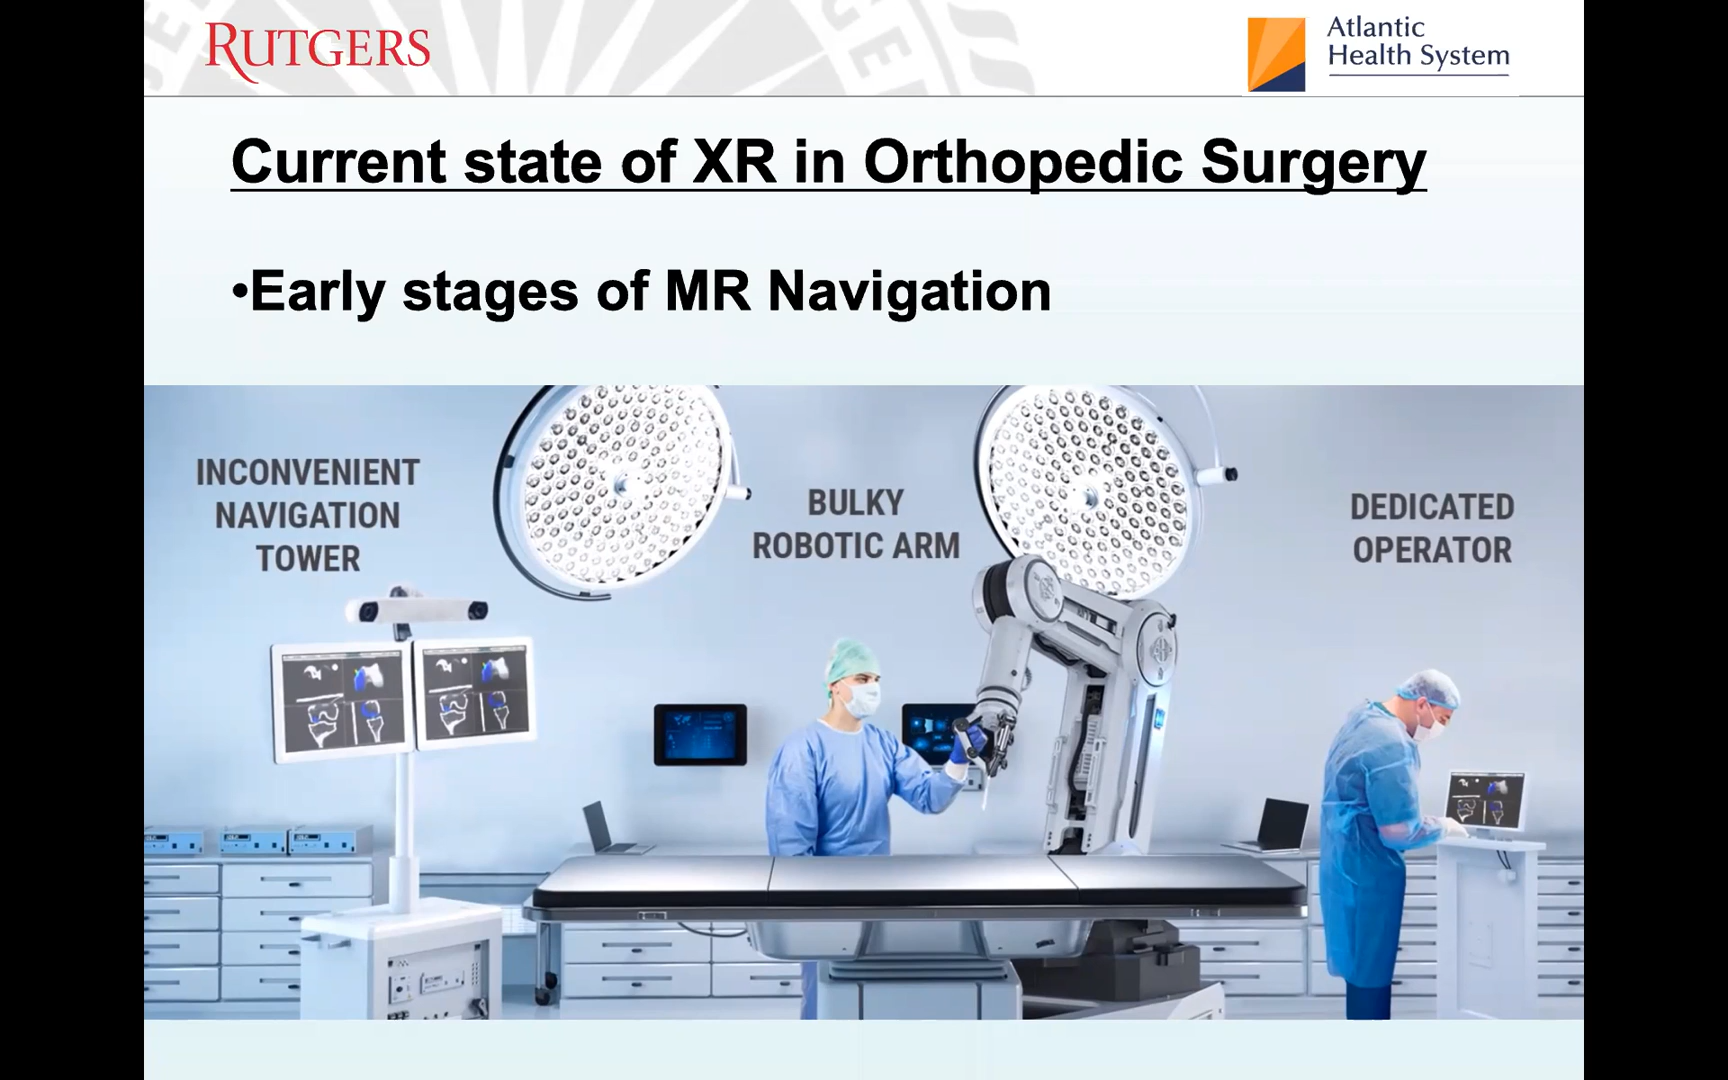 RUTGERS
Atlantic
Health System
Current state of XR in Orthopedic Surgery
•Early stages of MR Navigation
INCONVENIENT
NAVIGATION
TOWER
BULKY
ROBOTIC ARM
DEDICATED
OPERATOR